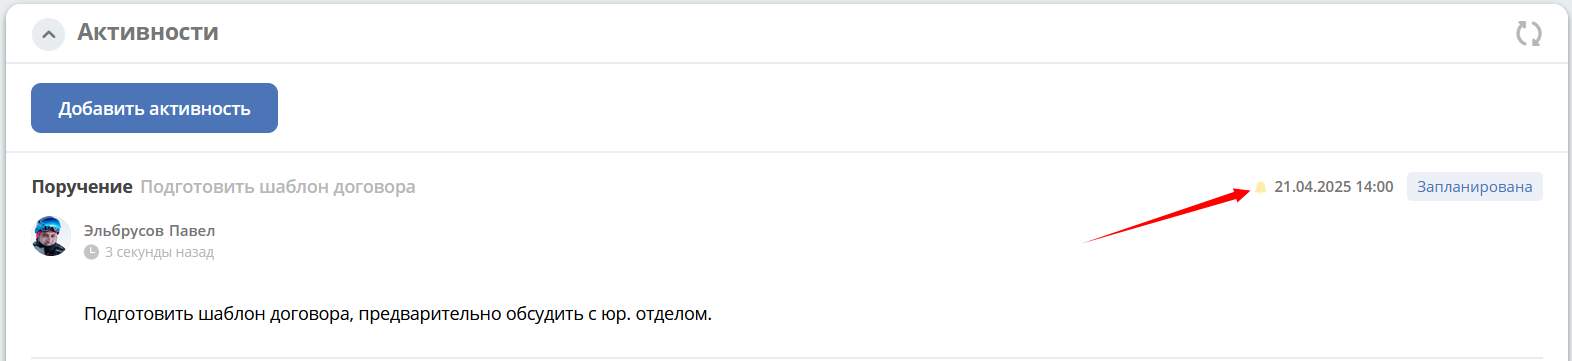 Активности
Добавить активность
Поручение Подготовить шаблон договора
21.04.2025 14:00 Запланирована
Эльбрусов Павел
3 секунды назад
Подготовить шаблон договора, предварительно обсудить с юр. отделом.